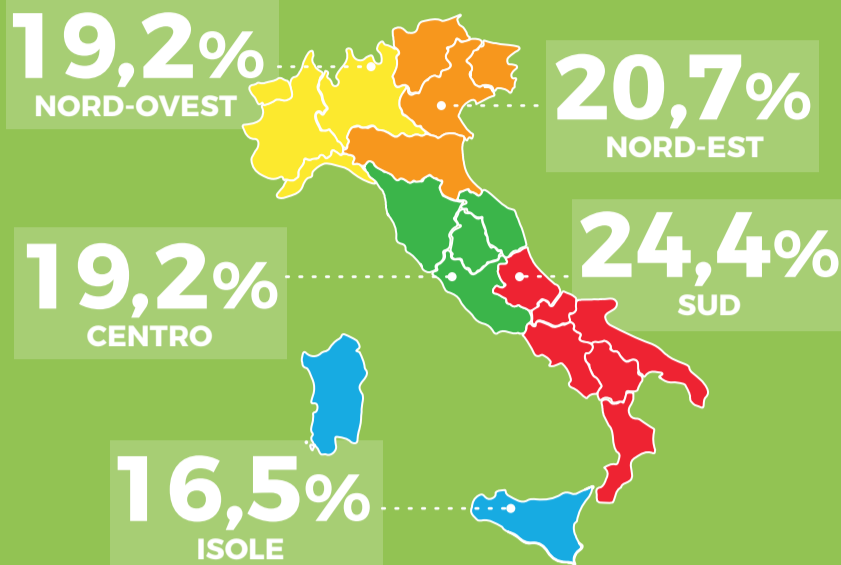 19,2%
NORD-OVEST
20,7%
NORD-EST
24,4%
SUD
19,2%
CENTRO
16,5%
ISOLE